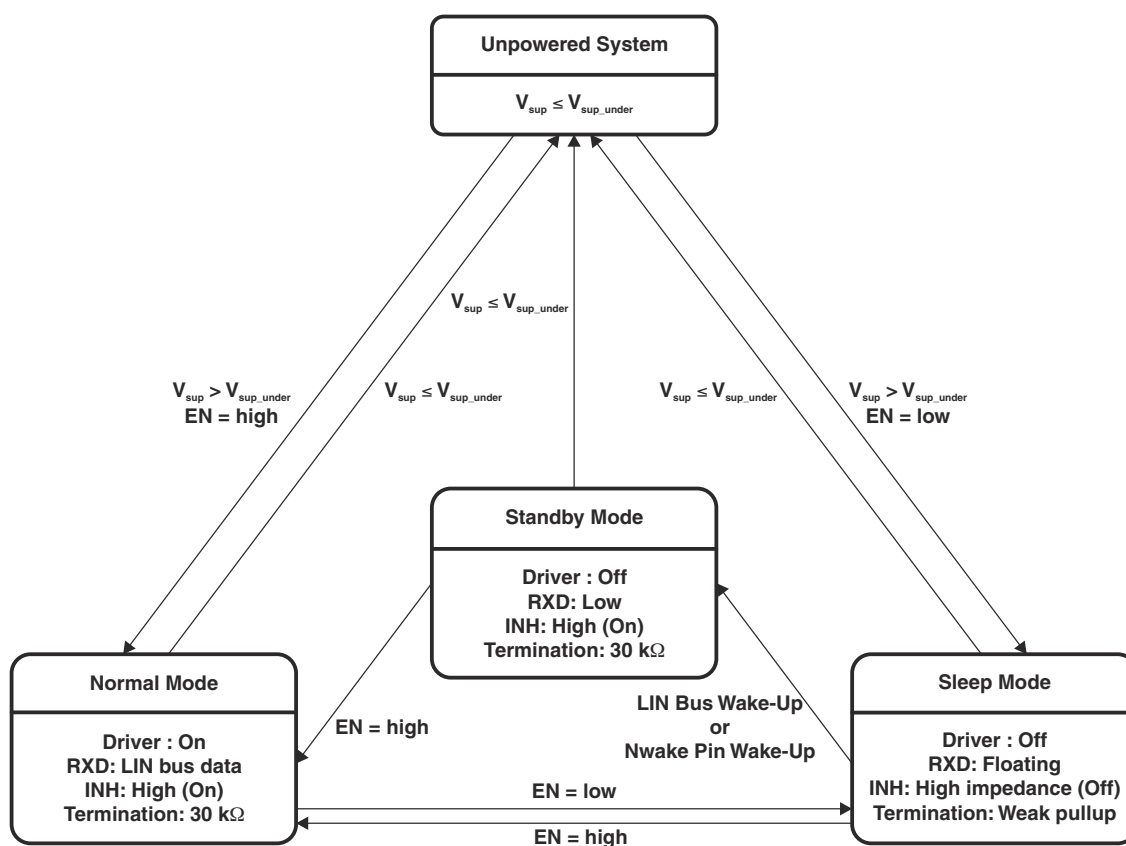 Unpowered System
V_sup ≤ V_sup_under
V_sup ≤ V_sup_under
V_sup > V_sup_under
EN = high
V_sup ≤ V_sup_under
V_sup ≤ V_sup_under
V_sup > V_sup_under
EN = low
Standby Mode
Driver : Off
RXD: Low
INH: High (On)
Termination: 30 kΩ
Normal Mode
Driver : On
RXD: LIN bus data
INH: High (On)
Termination: 30 kΩ
EN = high
LIN Bus Wake-Up
or
Nwake Pin Wake-Up
Sleep Mode
Driver : Off
RXD: Floating
INH: High impedance (Off)
Termination: Weak pullup
EN = low
EN = high